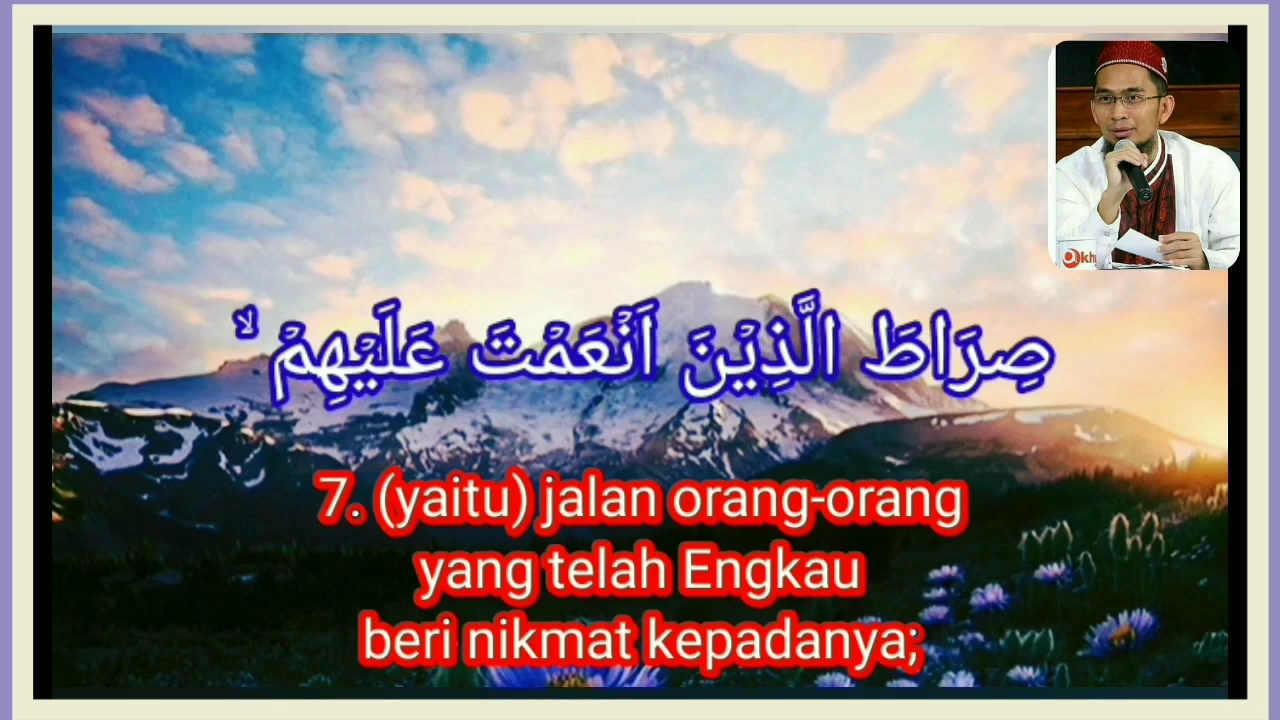 صِرَاطَ الَّذِيْنَ اَنْعَمْتَ عَلَيْهِمْ ۙ
7. (yaitu) jalan orang-orang
yang telah Engkau
beri nikmat kepadanya;